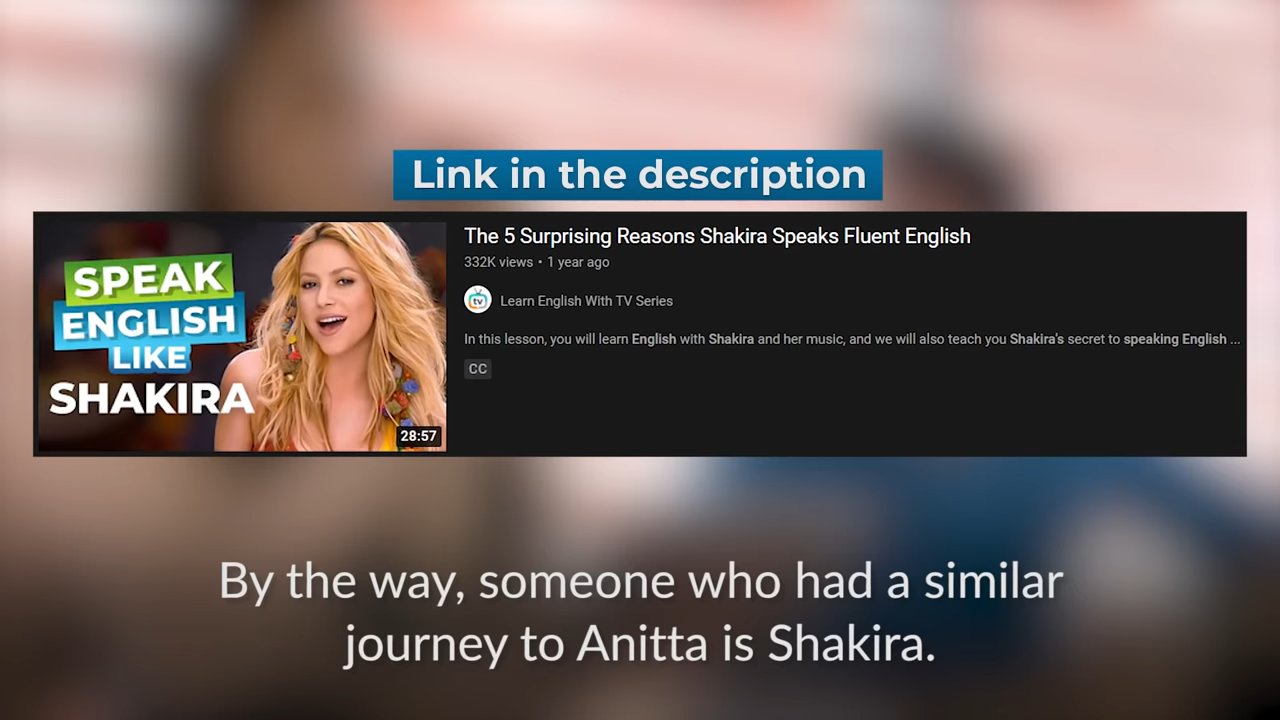 Link in the description
SPEAK
ENGLISH
LIKE
SHAKIRA
28:57
The 5 Surprising Reasons Shakira Speaks Fluent English
332K views • 1 year ago
tv
Learn English With TV Series
In this lesson, you will learn English with Shakira and her music, and we will also teach you Shakira's secret to speaking English ...
CC
By the way, someone who had a similar
journey to Anitta is Shakira.